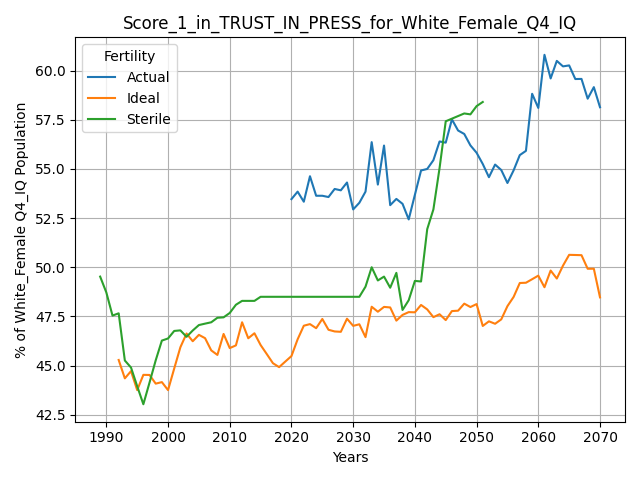 Score_1_in_TRUST_IN_PRESS_for_White_Female_Q4_IQ
Fertility
Actual
Ideal
Sterile
% of White_Female Q4_IQ Population
60.0
57.5
55.0
52.5
50.0
47.5
45.0
42.5
1990 2000 2010 2020 2030 2040 2050 2060 2070
Years